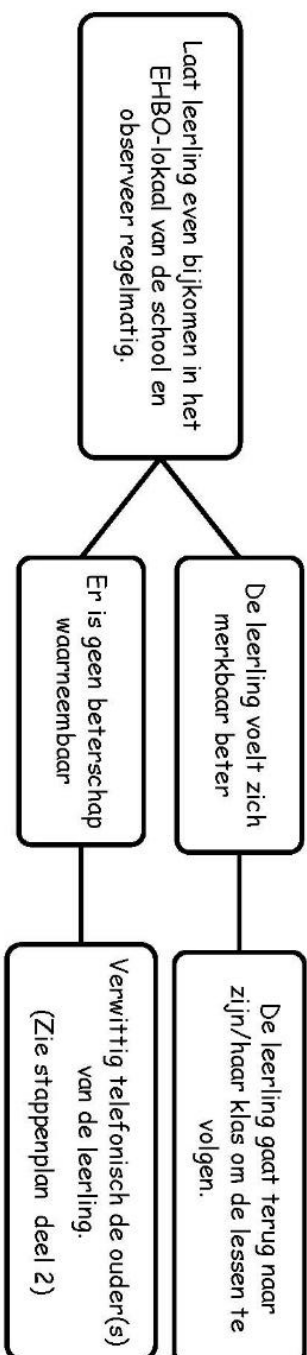 Laat leerling even bijkomen in het
EHBO-lokaal van de school en
observeer regelmatig.
De leerling voelt zich
merkbaar beter
De leerling gaat terug naar
zijn/haar klas om de lessen te
volgen.
Er is geen beterschap
waarneembaar
Verwittig telefonisch de ouder(s)
van de leerling.
(Zie stappenplan deel 2)